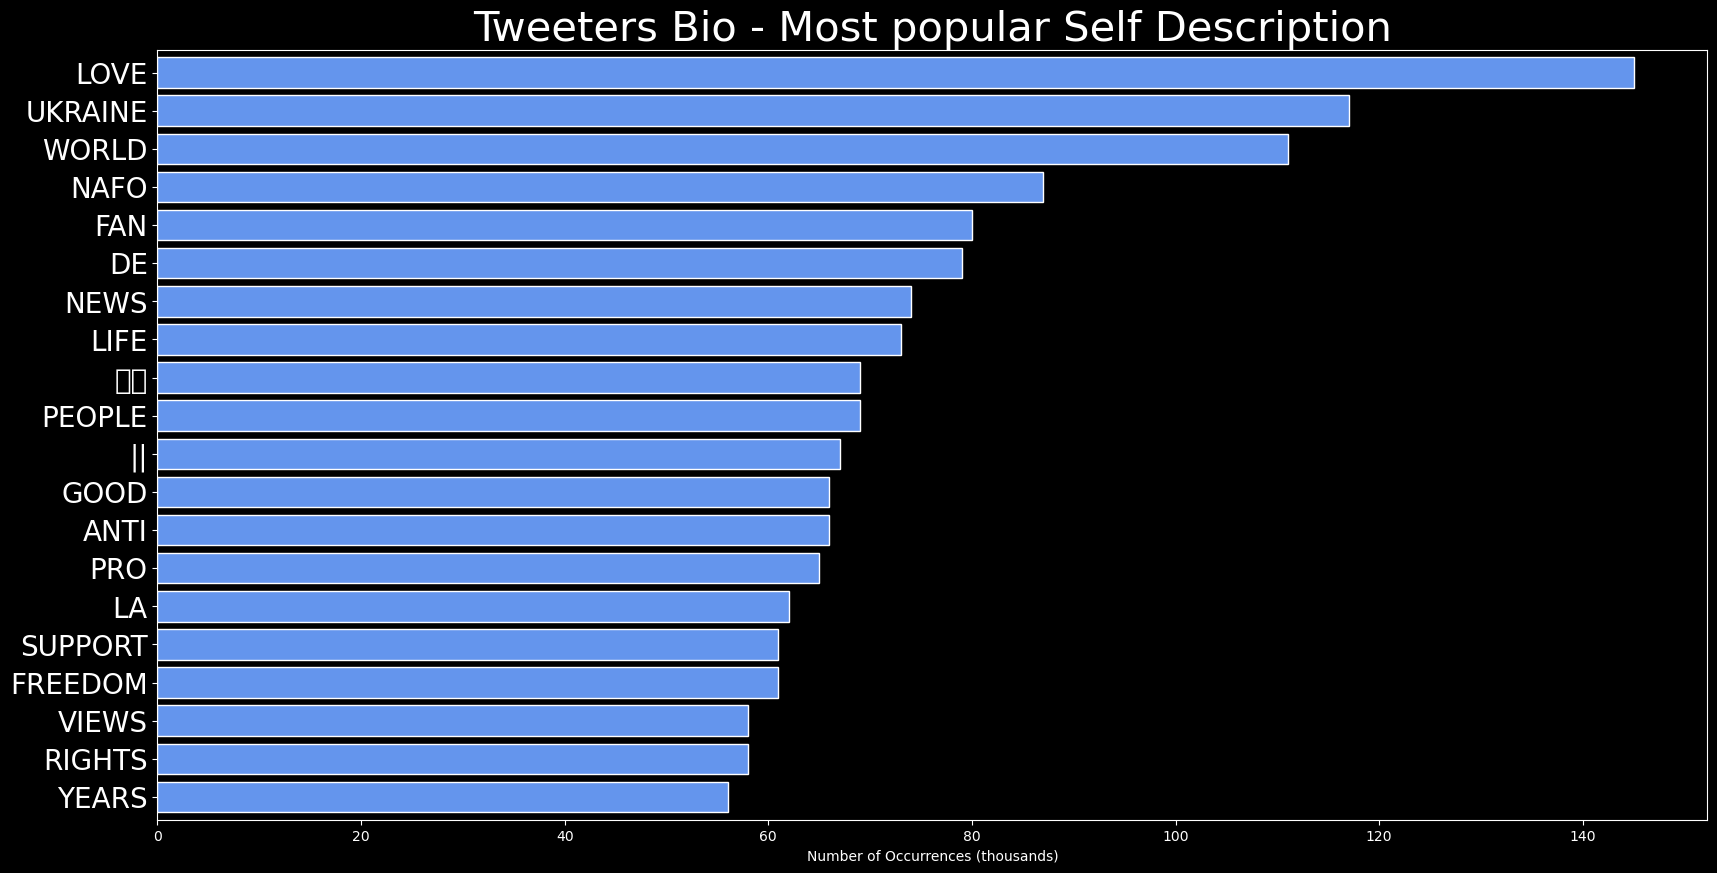 Tweeters Bio - Most popular Self Description
LOVE
UKRAINE
WORLD
NAFO
FAN
DE
NEWS
LIFE
PEOPLE
||
GOOD
ANTI
PRO
LA
SUPPORT
FREEDOM
VIEWS
RIGHTS
YEARS
0 20 40 60 80 100 120 140
Number of Occurrences (thousands)